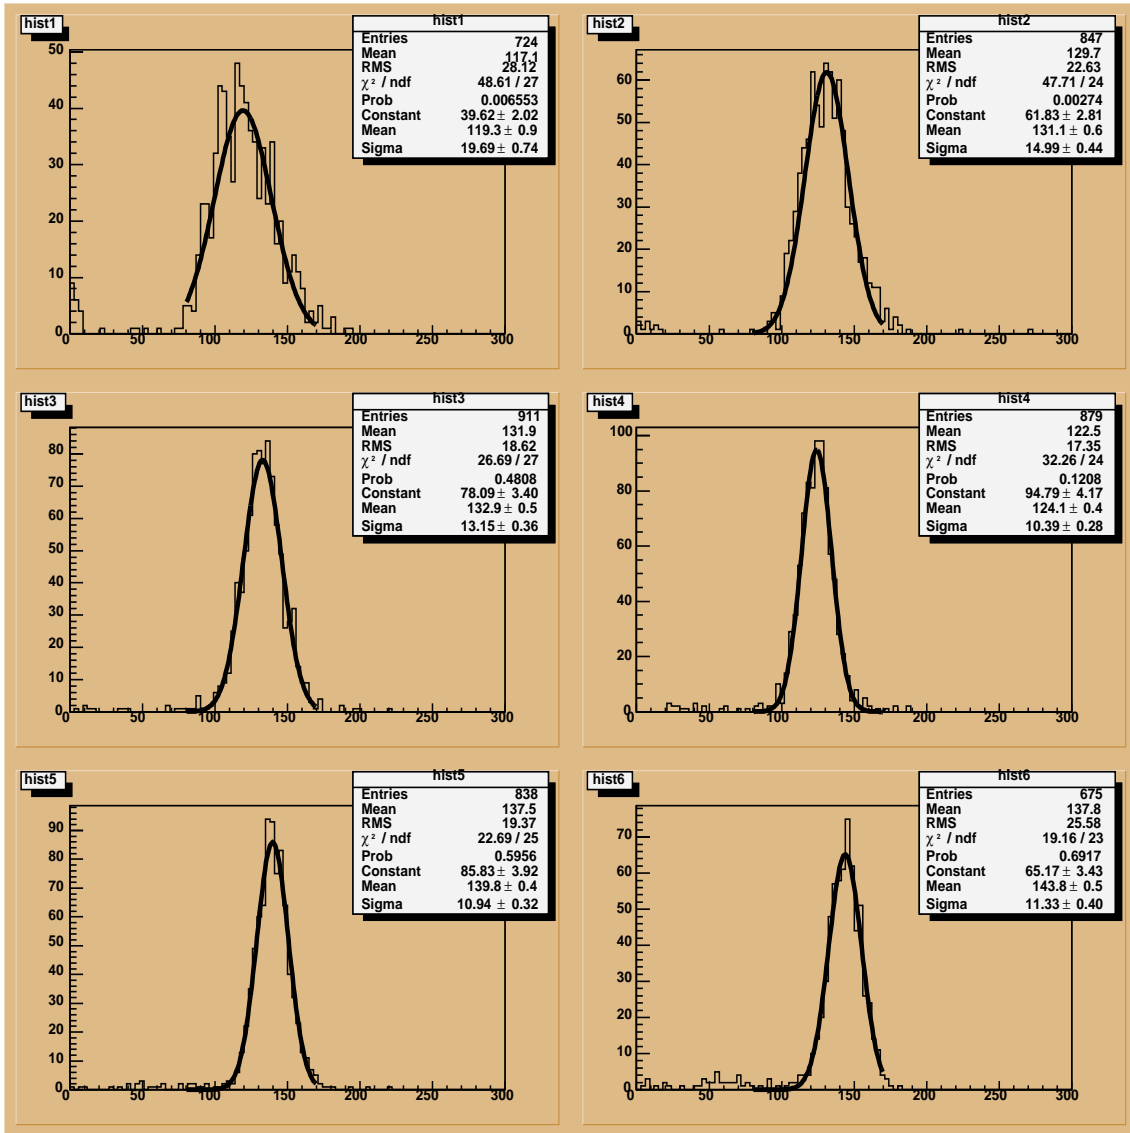 hist1
hist1
Entries 724
Mean 117.1
RMS 28.12
χ² / ndf 48.61 / 27
Prob 0.006553
Constant 39.62 ± 2.02
Mean 119.3 ± 0.9
Sigma 19.69 ± 0.74
50
40
30
20
10
0
0 50 100 150 200 250 300
hist2
hist2
Entries 847
Mean 129.7
RMS 22.63
χ² / ndf 47.71 / 24
Prob 0.00274
Constant 61.83 ± 2.81
Mean 131.1 ± 0.6
Sigma 14.99 ± 0.44
60
50
40
30
20
10
0
0 50 100 150 200 250 300
hist3
hist3
Entries 911
Mean 131.9
RMS 18.62
χ² / ndf 26.69 / 27
Prob 0.4808
Constant 78.09 ± 3.40
Mean 132.9 ± 0.5
Sigma 13.15 ± 0.36
80
70
60
50
40
30
20
10
0
0 50 100 150 200 250 300
hist4
hist4
Entries 879
Mean 122.5
RMS 17.35
χ² / ndf 32.26 / 24
Prob 0.1208
Constant 94.79 ± 4.17
Mean 124.1 ± 0.4
Sigma 10.39 ± 0.28
100
80
60
40
20
0
0 50 100 150 200 250 300
hist5
hist5
Entries 838
Mean 137.5
RMS 19.37
χ² / ndf 22.69 / 25
Prob 0.5956
Constant 85.83 ± 3.92
Mean 139.8 ± 0.4
Sigma 10.94 ± 0.32
90
80
70
60
50
40
30
20
10
0
0 50 100 150 200 250 300
hist6
hist6
Entries 675
Mean 137.8
RMS 25.58
χ² / ndf 19.16 / 23
Prob 0.6917
Constant 65.17 ± 3.43
Mean 143.8 ± 0.5
Sigma 11.33 ± 0.40
70
60
50
40
30
20
10
0
0 50 100 150 200 250 300